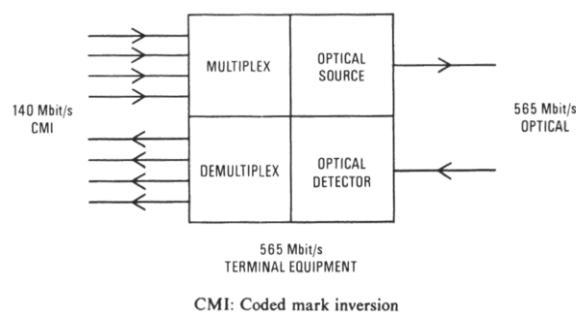 MULTIPLEX
OPTICAL
SOURCE
140 Mbit/s
CMI
565 Mbit/s
OPTICAL
DEMULTIPLEX
OPTICAL
DETECTOR
565 Mbit/s
TERMINAL EQUIPMENT
CMI: Coded mark inversion